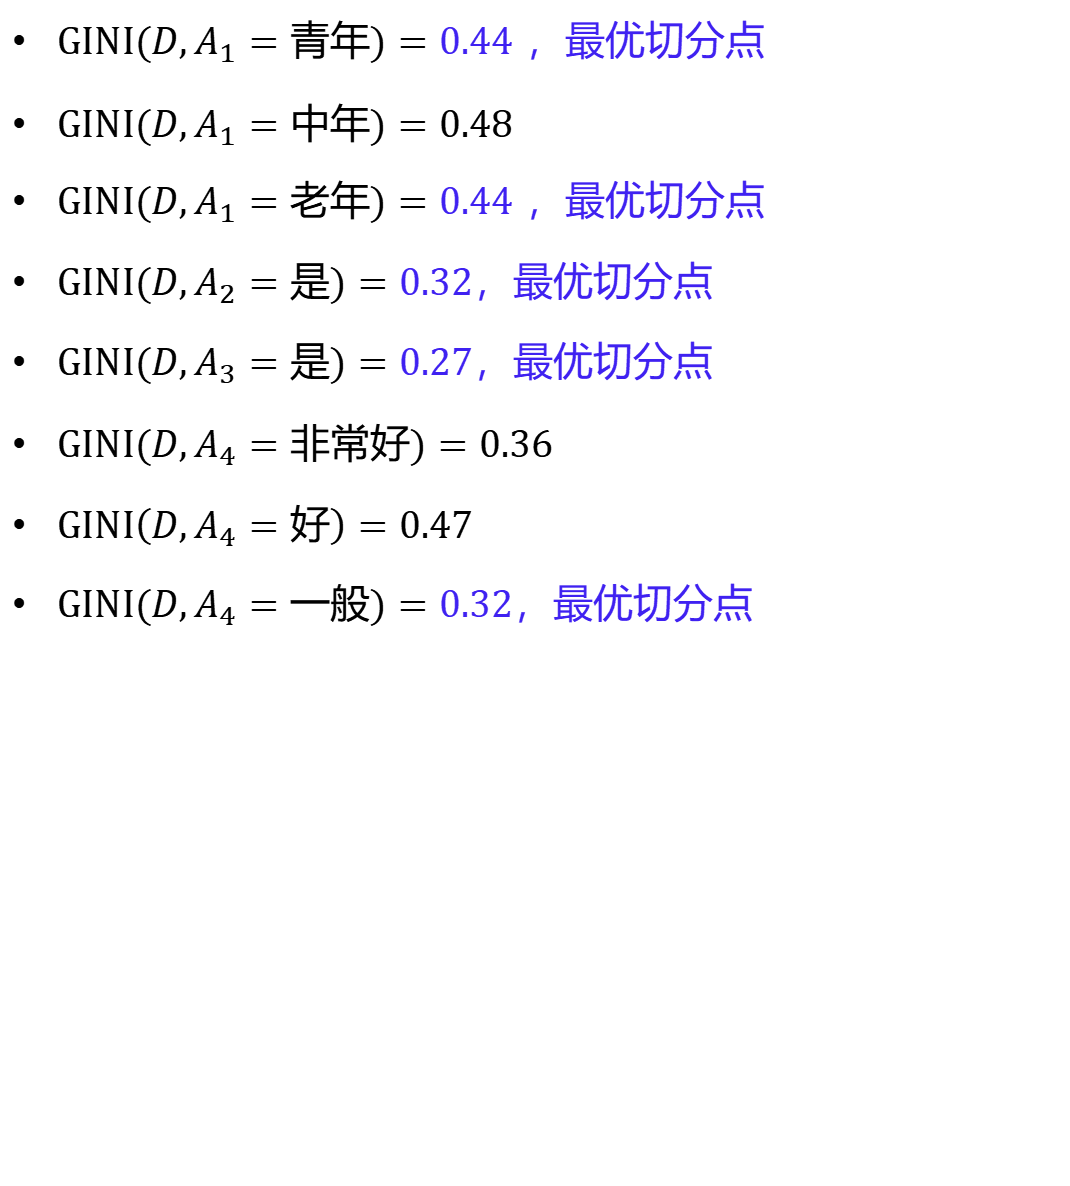 • GINI(D, A₁ = 青年) = 0.44 ，最优切分点
• GINI(D, A₁ = 中年) = 0.48
• GINI(D, A₁ = 老年) = 0.44 ，最优切分点
• GINI(D, A₂ = 是) = 0.32，最优切分点
• GINI(D, A₃ = 是) = 0.27，最优切分点
• GINI(D, A₄ = 非常好) = 0.36
• GINI(D, A₄ = 好) = 0.47
• GINI(D, A₄ = 一般) = 0.32，最优切分点